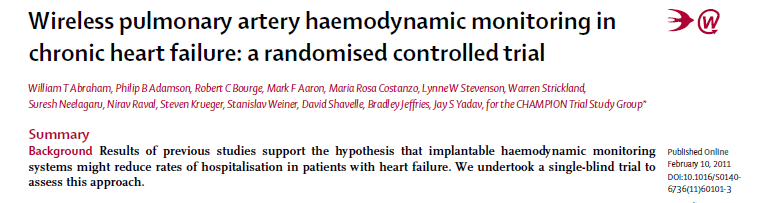 Wireless pulmonary artery haemodynamic monitoring in
chronic heart failure: a randomised controlled trial
William T Abraham, Philip B Adamson, Robert C Bourge, Mark F Aaron, Maria Rosa Costanzo, Lynne W Stevenson, Warren Strickland,
Suresh Neelagaru, Nirav Raval, Steven Krueger, Stanislav Weiner, David Shavelle, Bradley Jeffries, Jay S Yadav, for the CHAMPION Trial Study Group*
Summary
Background Results of previous studies support the hypothesis that implantable haemodynamic monitoring
systems might reduce rates of hospitalisation in patients with heart failure. We undertook a single-blind trial to
assess this approach.
Published Online
February 10, 2011
DOI:10.1016/S0140-
6736(11)60101-3